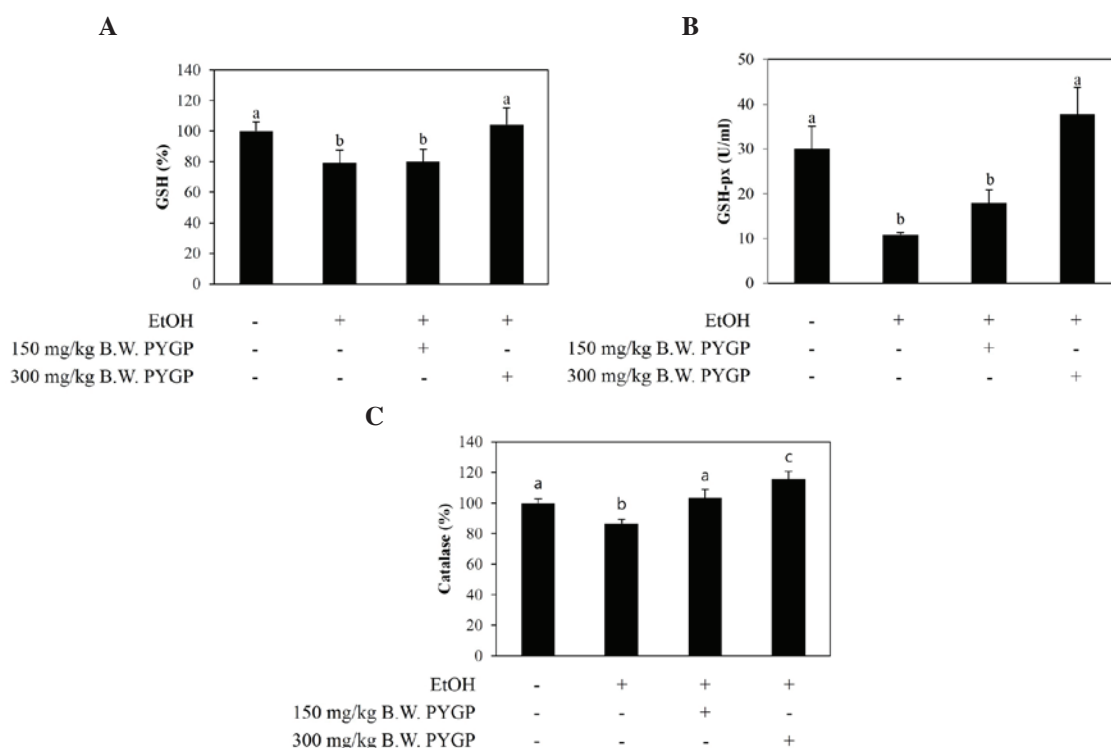 A
B
GSH (%)
140
120
100
80
60
40
20
0
a
b
b
a
EtOH - + + +
150 mg/kg B.W. PYGP - - + -
300 mg/kg B.W. PYGP - - - +
GSH-px (U/ml)
50
40
30
20
10
0
a
b
b
a
EtOH - + + +
150 mg/kg B.W. PYGP - - + -
300 mg/kg B.W. PYGP - - - +
C
Catalase (%)
140
120
100
80
60
40
20
0
a
b
a
c
EtOH - + + +
150 mg/kg B.W. PYGP - - + -
300 mg/kg B.W. PYGP - - - +